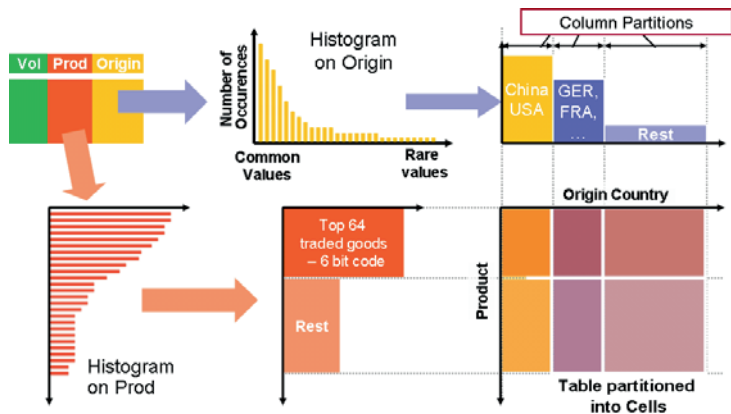 Column Partitions
Vol Prod Origin
Histogram
on Origin
Number of
Occurences
Common
Values
Rare
values
China
USA
GER,
FRA,
...
Rest
Origin Country
Top 64
traded goods
– 6 bit code
Rest
Product
Histogram
on Prod
Table partitioned
into Cells